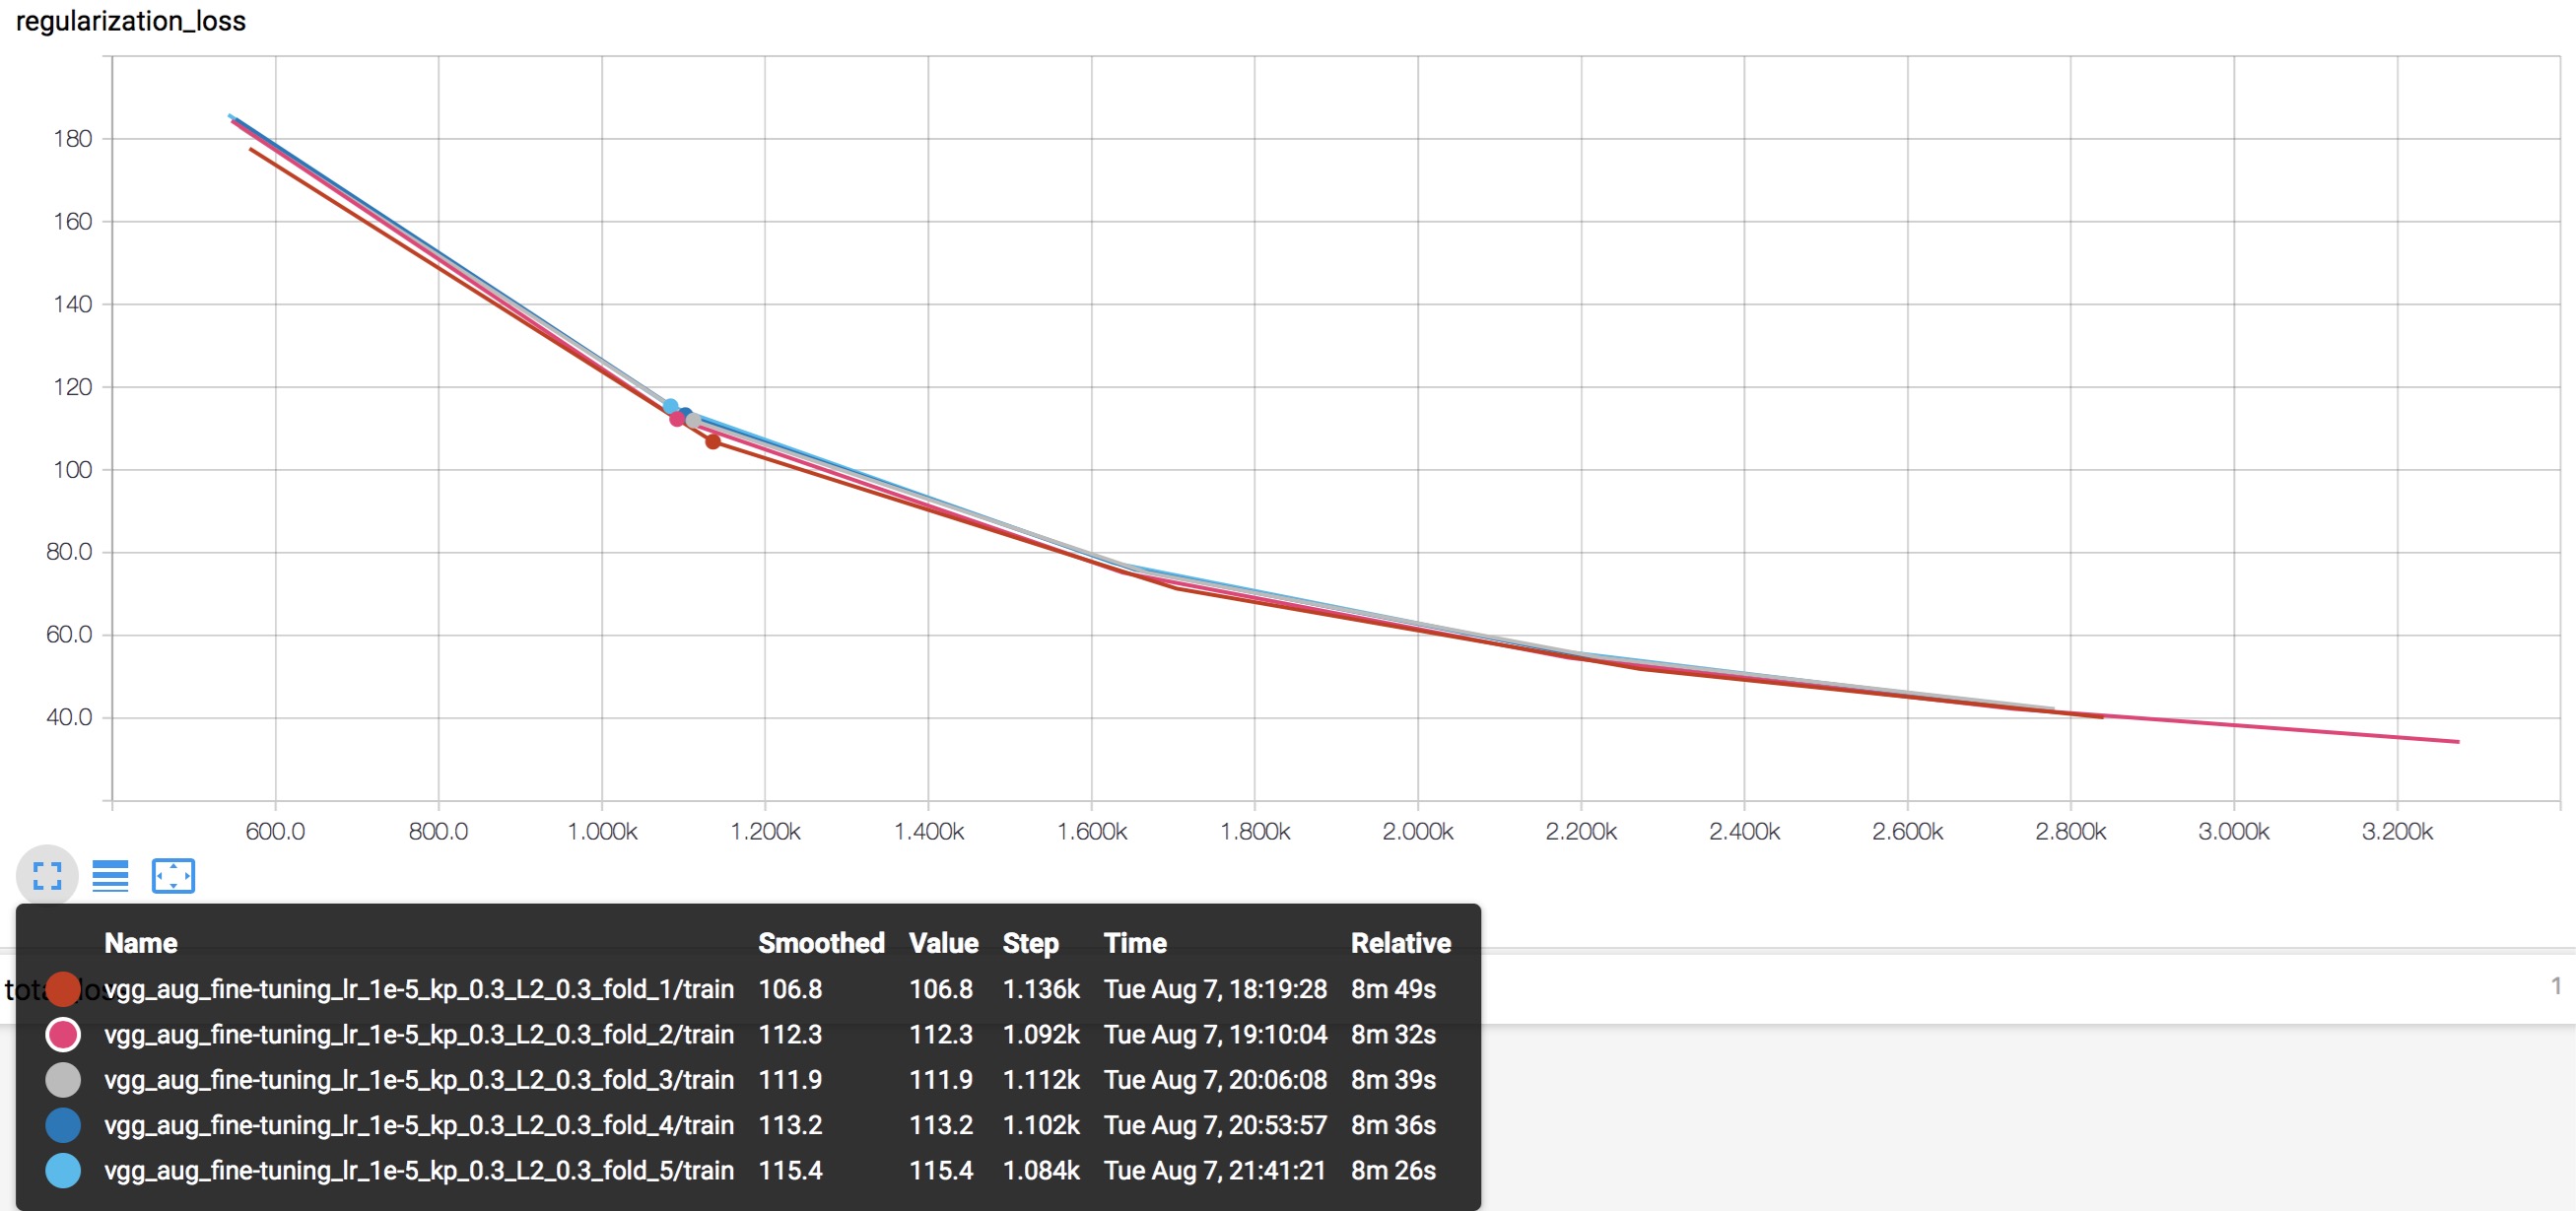 regularization_loss
180
160
140
120
100
80.0
60.0
40.0
600.0 800.0 1.000k 1.200k 1.400k 1.600k 1.800k 2.000k 2.200k 2.400k 2.600k 2.800k 3.000k 3.200k
Name Smoothed Value Step Time Relative
vgg_aug_fine-tuning_lr_1e-5_kp_0.3_L2_0.3_fold_1/train 106.8 106.8 1.136k Tue Aug 7, 18:19:28 8m 49s
1
vgg_aug_fine-tuning_lr_1e-5_kp_0.3_L2_0.3_fold_2/train 112.3 112.3 1.092k Tue Aug 7, 19:10:04 8m 32s
vgg_aug_fine-tuning_lr_1e-5_kp_0.3_L2_0.3_fold_3/train 111.9 111.9 1.112k Tue Aug 7, 20:06:08 8m 39s
vgg_aug_fine-tuning_lr_1e-5_kp_0.3_L2_0.3_fold_4/train 113.2 113.2 1.102k Tue Aug 7, 20:53:57 8m 36s
vgg_aug_fine-tuning_lr_1e-5_kp_0.3_L2_0.3_fold_5/train 115.4 115.4 1.084k Tue Aug 7, 21:41:21 8m 26s